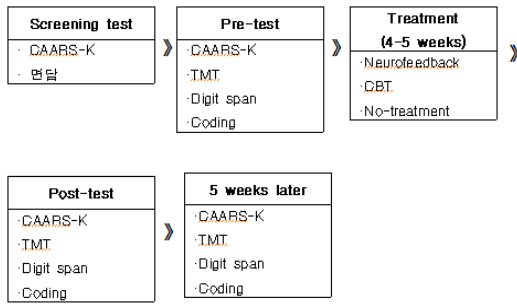 Screening test
· CAARS-K
· 면담
》
Pre-test
·CAARS-K
·TMT
·Digit span
·Coding
》
Treatment
(4-5 weeks)
·Neurofeedback
·CBT
·No-treatment
》
Post-test
·CAARS-K
·TMT
·Digit span
·Coding
》
5 weeks later
·CAARS-K
·TMT
·Digit span
·Coding